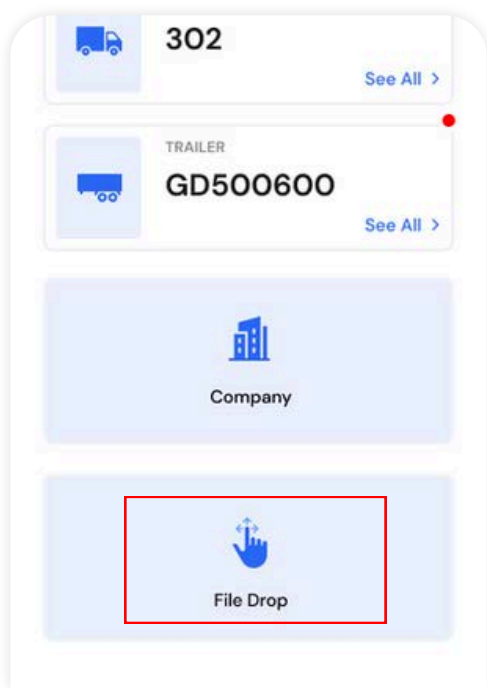 302
See All >
TRAILER
GD500600
See All >
Company
File Drop